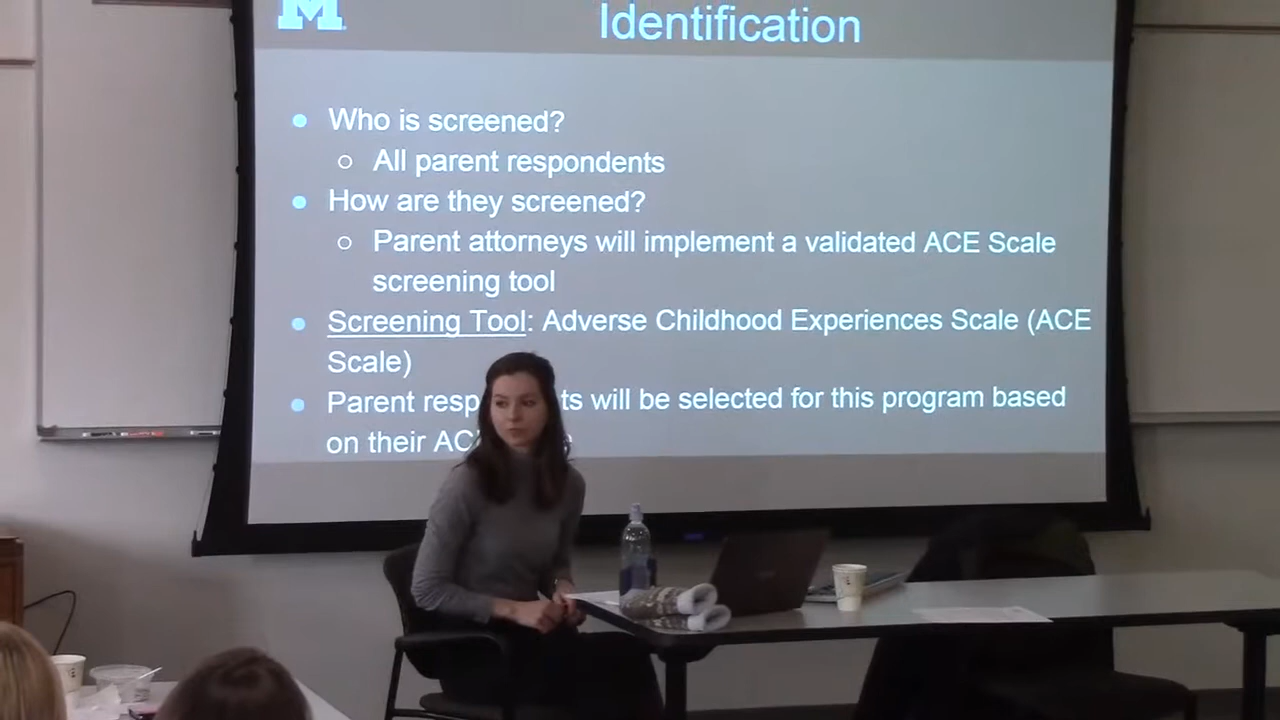 M
Identification
• Who is screened?
○ All parent respondents
• How are they screened?
○ Parent attorneys will implement a validated ACE Scale
screening tool
• Screening Tool: Adverse Childhood Experiences Scale (ACE
Scale)
• Parent resp ts will be selected for this program based
on their AC